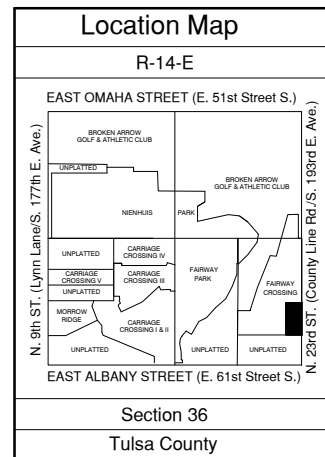 Location Map
R-14-E
EAST OMAHA STREET (E. 51st Street S.)
N. 9th ST. (Lynn Lane/S. 177th E. Ave.)
N. 23rd ST. (County Line Rd./S. 193rd E. Ave.)
BROKEN ARROW
GOLF & ATHLETIC CLUB
UNPLATTED
BROKEN ARROW
GOLF & ATHLETIC CLUB
NIENHUIS
PARK
UNPLATTED
CARRIAGE
CROSSING IV
CARRIAGE
CROSSING V
CARRIAGE
CROSSING III
FAIRWAY
PARK
FAIRWAY
CROSSING
UNPLATTED
MORROW
RIDGE
CARRIAGE
CROSSING I & II
UNPLATTED
UNPLATTED
UNPLATTED
EAST ALBANY STREET (E. 61st Street S.)
Section 36
Tulsa County